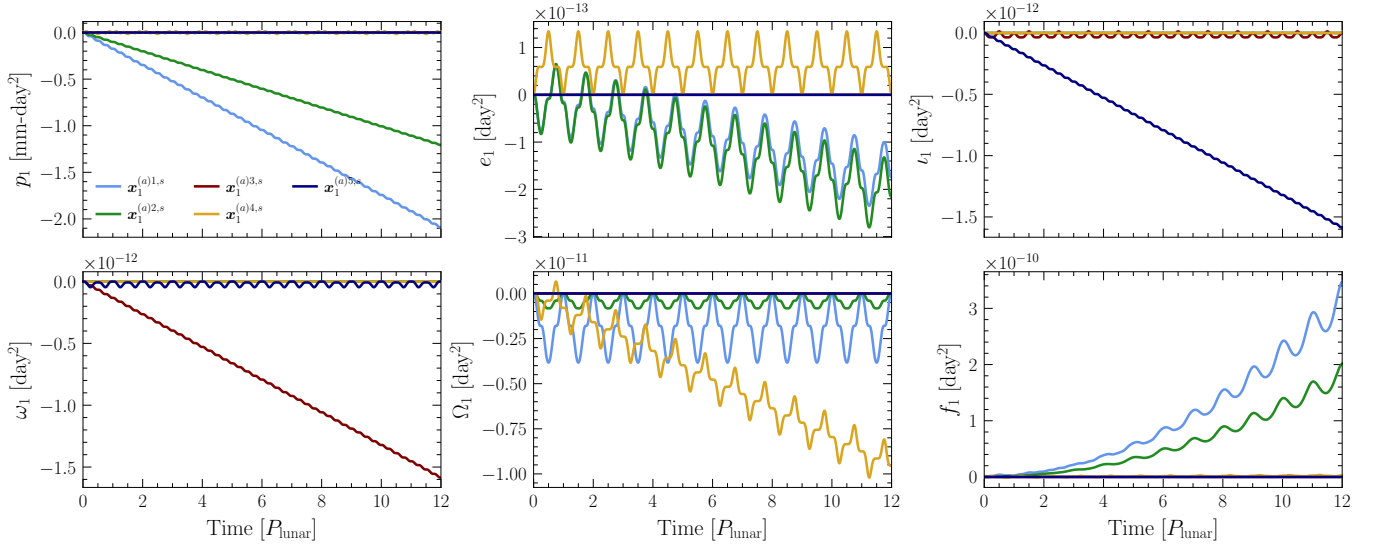 ×10⁻¹³
×10⁻¹²
0.0
−0.5
−1.0
−1.5
−2.0
p₁ [mm-day²]
x₁^{(a)1,s}
x₁^{(a)2,s}
x₁^{(a)3,s}
x₁^{(a)4,s}
x₁^{(a)5,s}
1
0
−1
−2
−3
e₁ [day²]
0.0
−0.5
−1.0
−1.5
ι₁ [day²]
×10⁻¹²
×10⁻¹¹
×10⁻¹⁰
0.0
−0.5
−1.0
−1.5
ω₁ [day²]
0 2 4 6 8 10 12
Time [P_lunar]
0.00
−0.25
−0.50
−0.75
−1.00
Ω₁ [day²]
0 2 4 6 8 10 12
Time [P_lunar]
3
2
1
0
f₁ [day²]
0 2 4 6 8 10 12
Time [P_lunar]